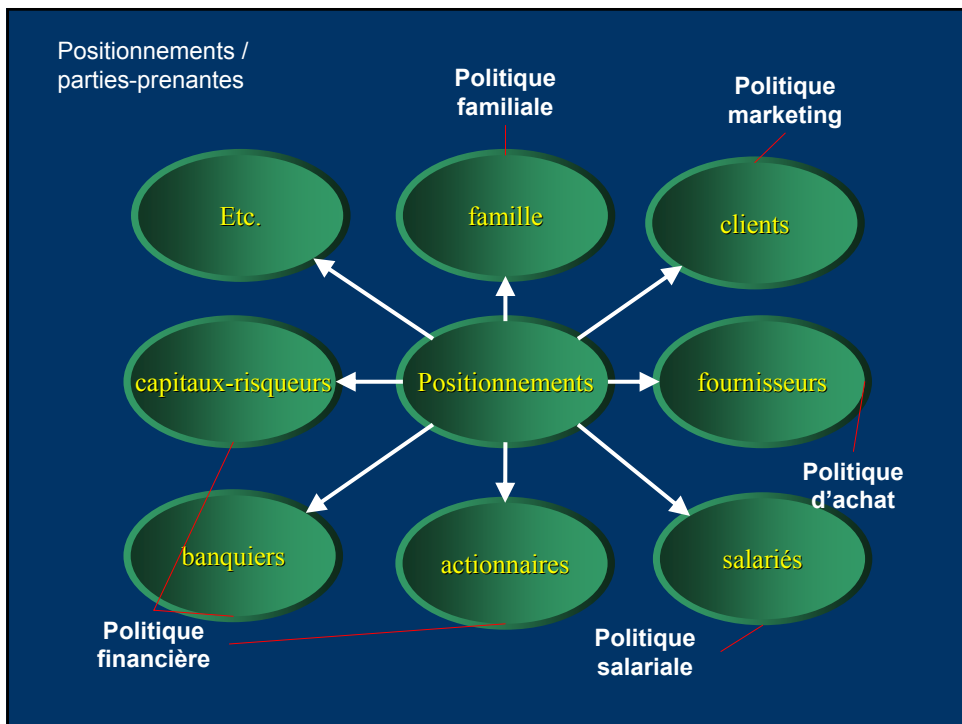 Positionnements /
parties-prenantes
Politique
familiale
Politique
marketing
Etc.
famille
clients
capitaux-risqueurs
Positionnements
fournisseurs
Politique
d’achat
banquiers
actionnaires
salariés
Politique
financière
Politique
salariale